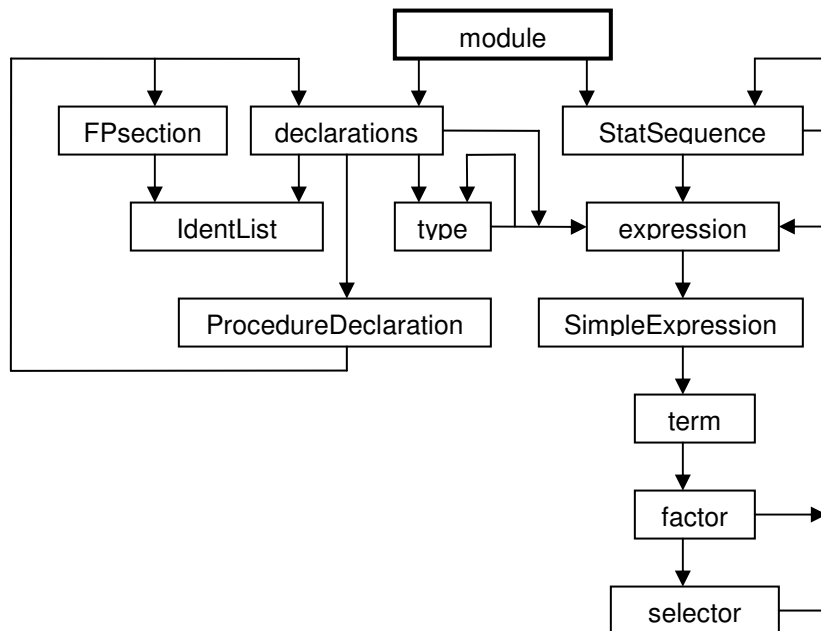 module
FPsection
declarations
StatSequence
IdentList
type
expression
ProcedureDeclaration
SimpleExpression
term
factor
selector